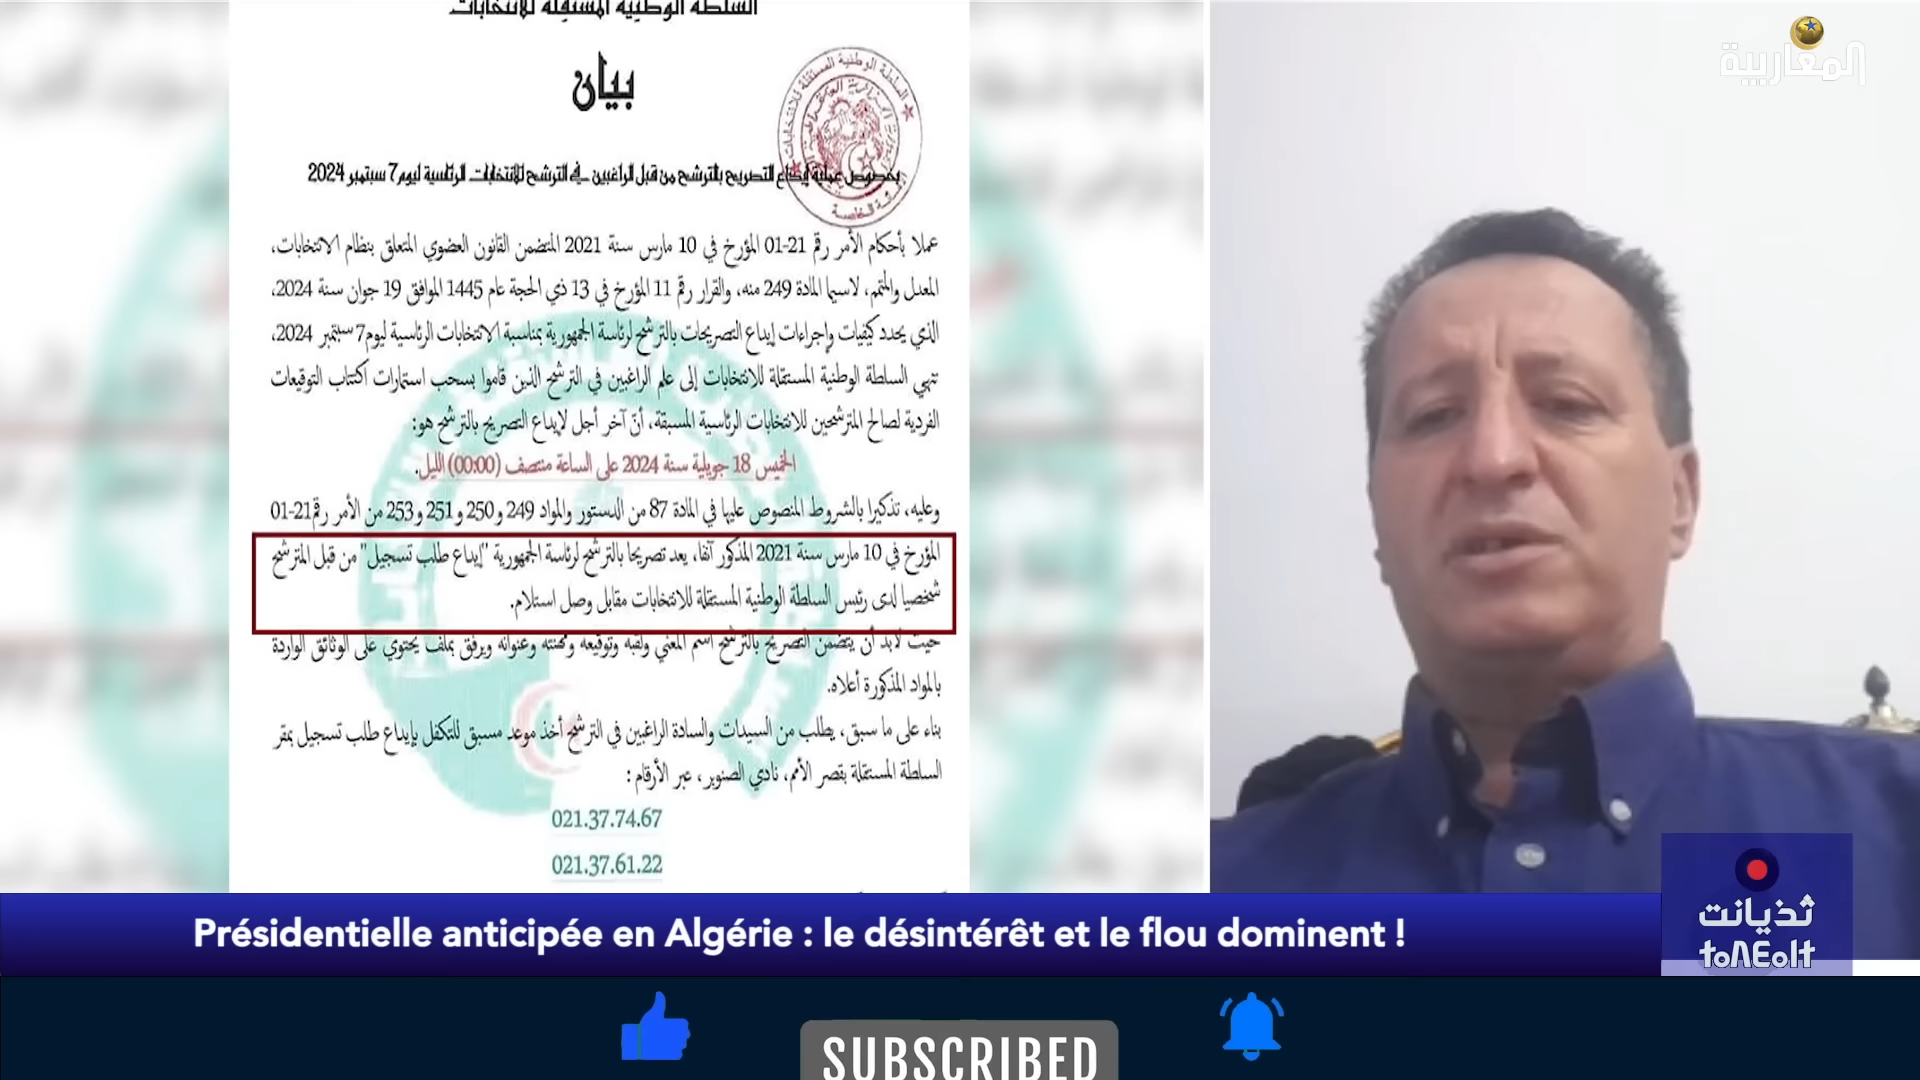 السلطة الوطنية المستقلة للانتخابات
بيان
بخصوص عملية إيداع التصريح بالترشح من قبل الراغبين في الترشح للانتخابات الرئاسية ليوم 7 سبتمبر 2024
عملا بأحكام الأمر رقم 21-01 المؤرخ في 10 مارس سنة 2021 المتضمن القانون العضوي المتعلق بنظام الانتخابات،
المعدل والمتمم، لاسيما المادة 249 منه، والقرار رقم 11 المؤرخ في 13 ذي الحجة عام 1445 الموافق 19 جوان سنة 2024،
الذي يحدد كيفيات وإجراءات إيداع التصريحات بالترشح لرئاسة الجمهورية بمناسبة الانتخابات الرئاسية ليوم 7 سبتمبر 2024،
تنهي السلطة الوطنية المستقلة للانتخابات إلى علم الراغبين في الترشح الذين قاموا بسحب استمارات اكتتاب التوقيعات
الفردية لصالح المترشحين للانتخابات الرئاسية المسبقة، أنّ آخر أجل لإيداع التصريح بالترشح هو:
الخميس 18 جويلية سنة 2024 على الساعة منتصف (00:00) الليل.
وعليه، تذكيرا بالشروط المنصوص عليها في المادة 87 من الدستور والمواد 249 و250 و251 و253 من الأمر رقم 21-01
المؤرخ في 10 مارس سنة 2021 المذكور آنفا، يعد تصريحا بالترشح لرئاسة الجمهورية "إيداع طلب تسجيل" من قبل المترشح
شخصيا لدى رئيس السلطة الوطنية المستقلة للانتخابات مقابل وصل استلام.
حيث لابد أن يتضمن التصريح بالترشح اسم المعني ولقبه وتوقيعه ومهنته وعنوانه ويرفق بملف يحتوي على الوثائق الواردة
بالمواد المذكورة أعلاه.
بناء على ما سبق، يطلب من السيدات والسادة الراغبين في الترشح أخذ موعد مسبق للتكفل بإيداع طلب تسجيل بمقر
السلطة المستقلة بقصر الأمم، نادي الصنوبر، عبر الأرقام :
021.37.74.67
021.37.61.22
المغاربية
Présidentielle anticipée en Algérie : le désintérêt et le flou dominent !
ثذيانت
toΛEoIt
SUBSCRIBED